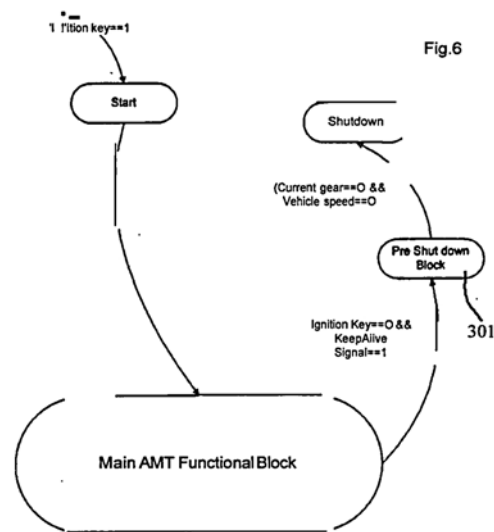 key==1
Fig.6
Start
Shutdown
(Current gear==O &&
Vehicle speed==O
Pre Shut down
Block
301
Ignition Key==O &&
KeepAiive
Signal==1
Main AMT Functional Block